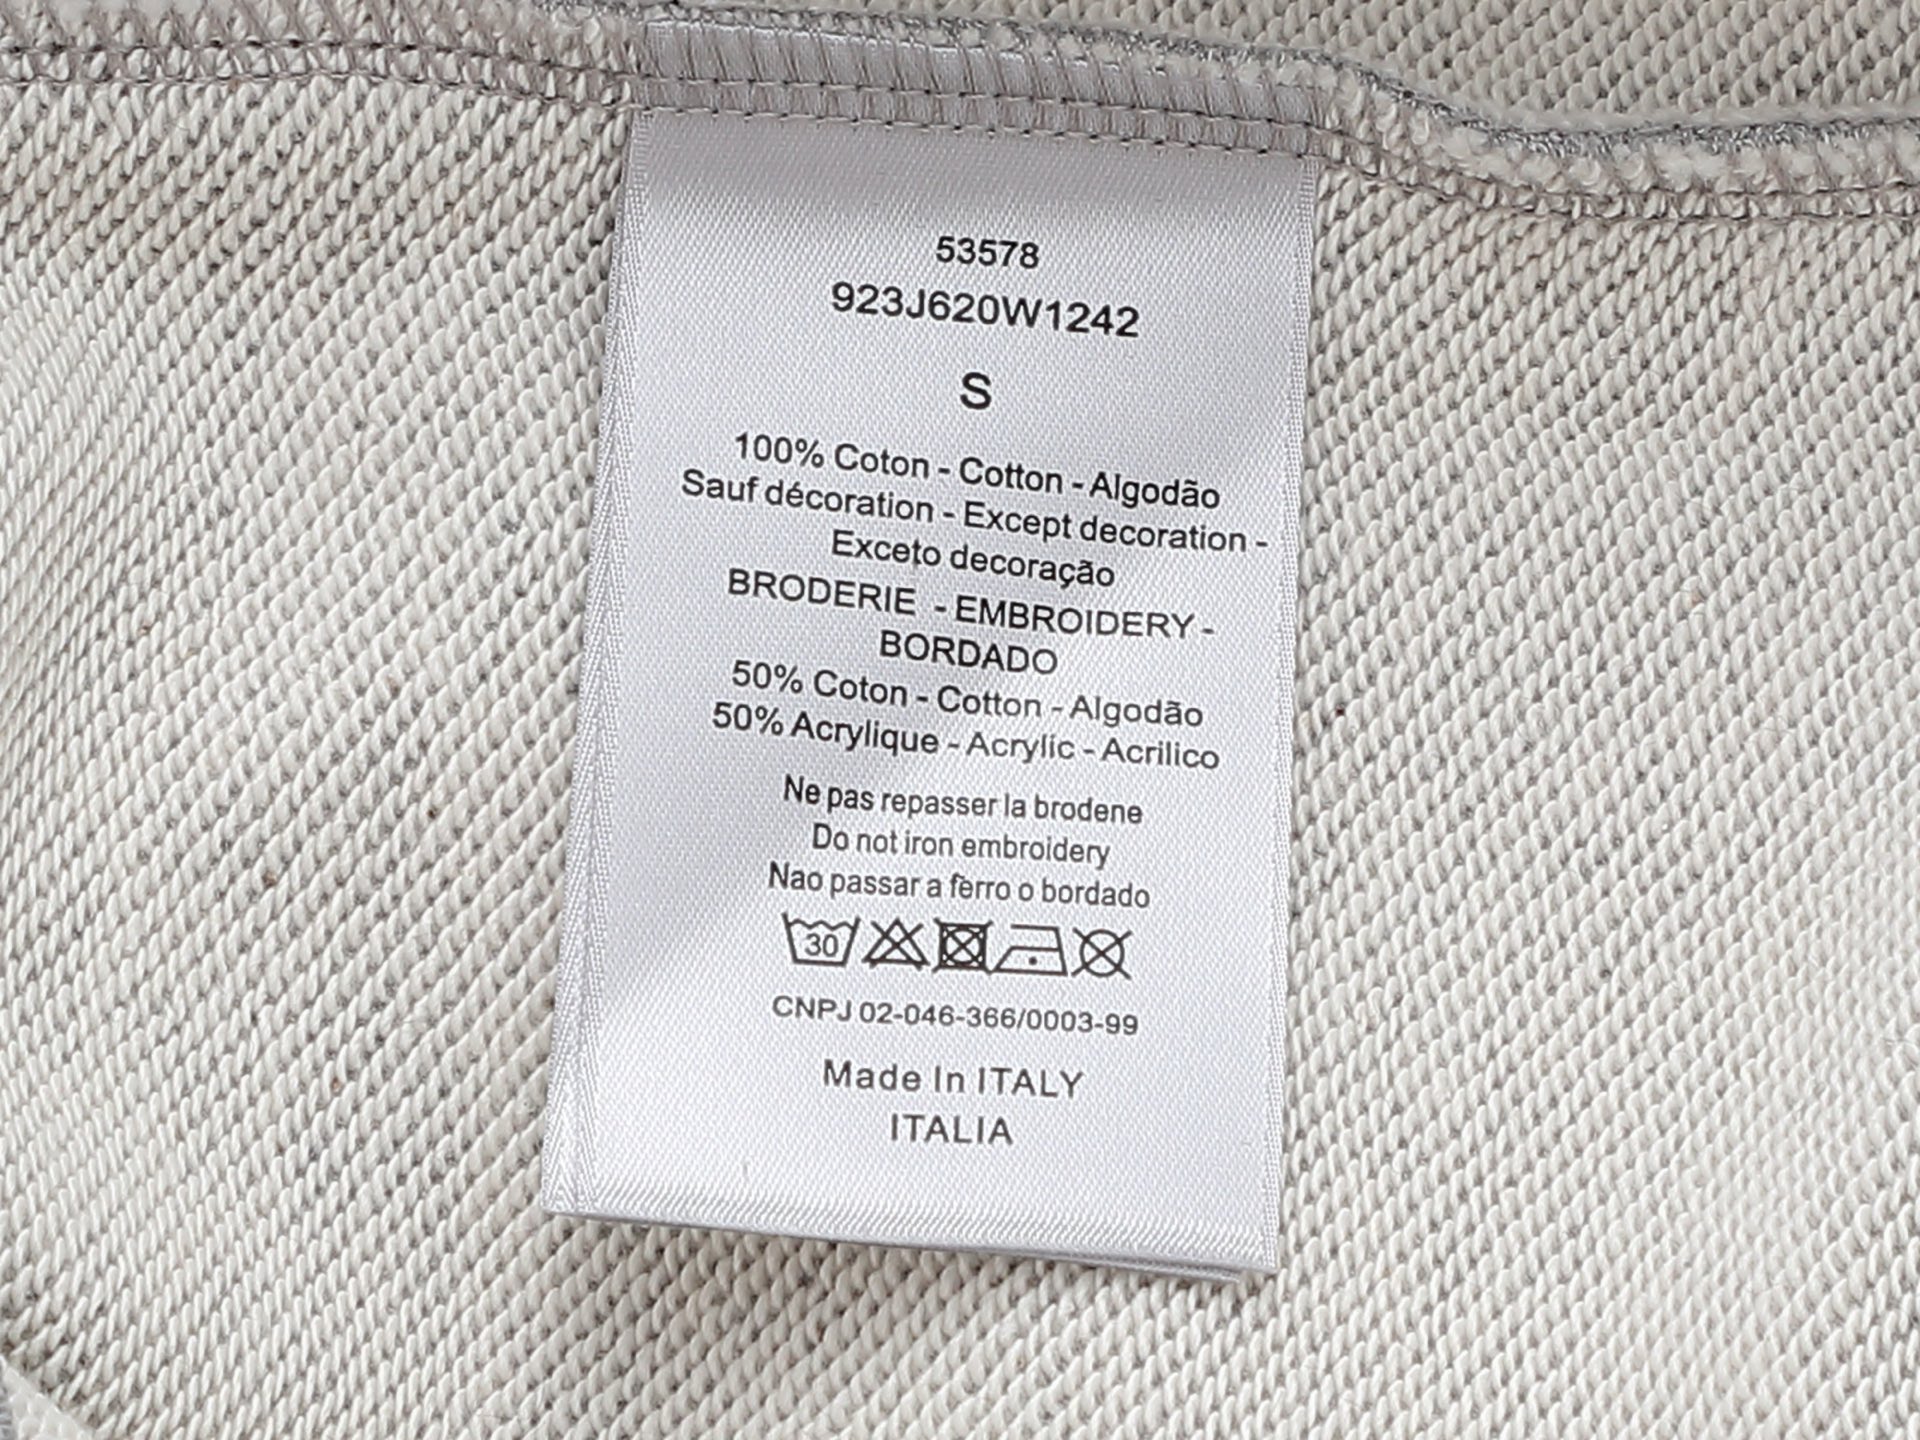 53578
923J620W1242
S
100% Coton - Cotton - Algodão
Sauf décoration - Except decoration -
Exceto decoração
BRODERIE - EMBROIDERY -
BORDADO
50% Coton - Cotton - Algodão
50% Acrylique - Acrylic - Acrilico
Ne pas repasser la brodene
Do not iron embroidery
Nao passar a fèrro o bordado
30
CNPJ 02-046-366/0003-99
Made In ITALY
ITALIA